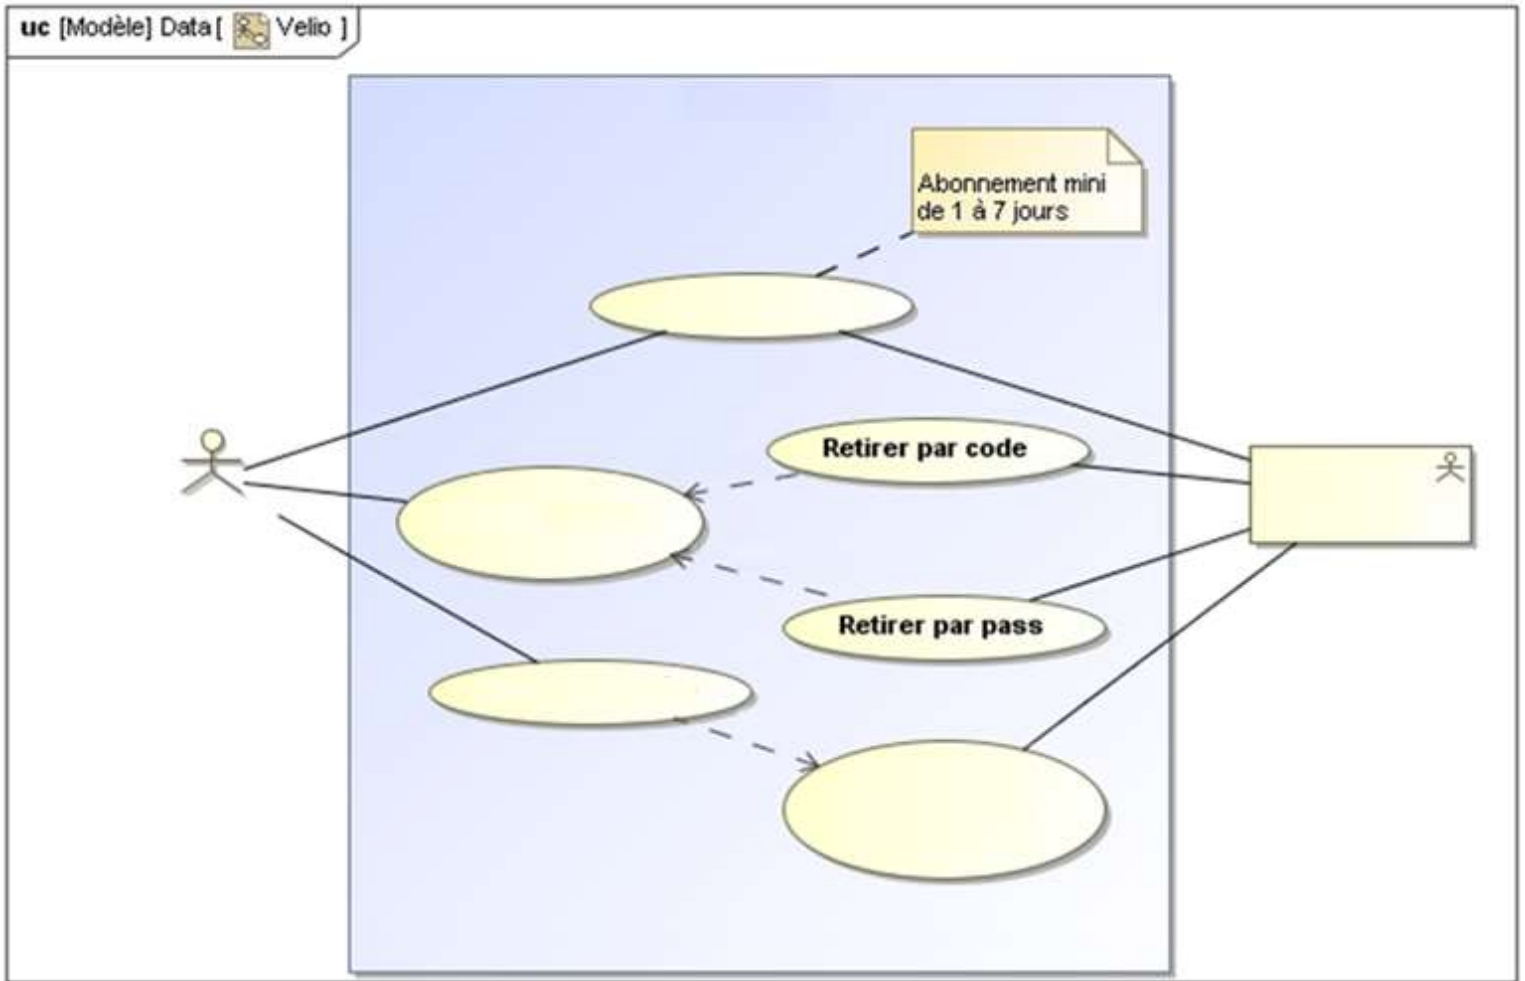 uc [Modèle] Data [ Velio ]
Abonnement mini
de 1 à 7 jours
Retirer par code
Retirer par pass